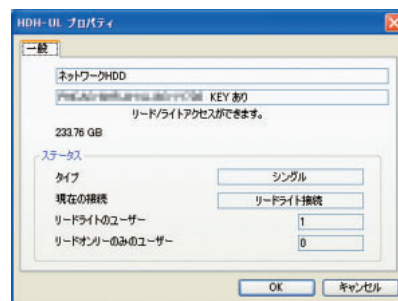 HDH-UL プロパティ
一般
ネットワークHDD
KEY あり
リード/ライトアクセスができます。
233.76 GB
ステータス
タイプ シングル
現在の接続 リードライト接続
リードライトのユーザー 1
リードオンリーのみのユーザー 0
OK キャンセル